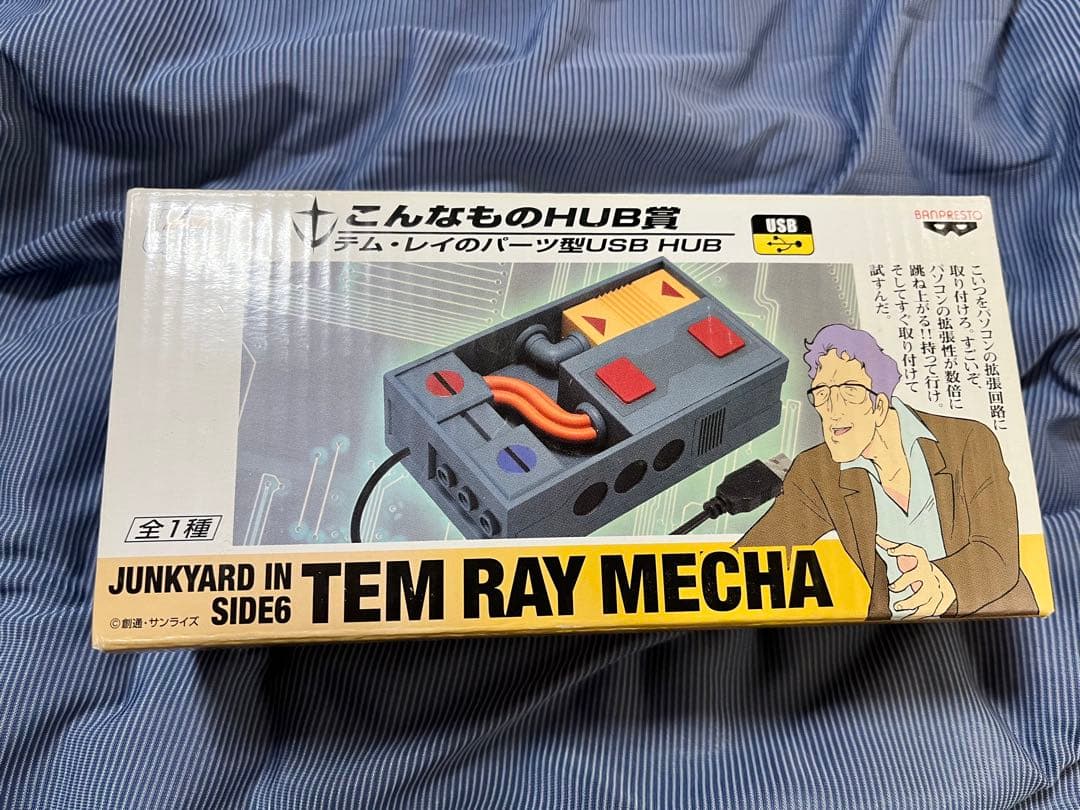 こんなものHUB賞
テム・レイのパーツ型USB HUB
USB
BANPRESTO
こいつをパソコンの拡張回路に
取り付けろ。すごいぞ、
パソコンの拡張性が数倍に
跳ね上がる!!持って行け。
そしてすぐ取り付けて
試すんだ。
全1種
JUNKYARD IN
SIDE6
TEM RAY MECHA
©創通・サンライズ